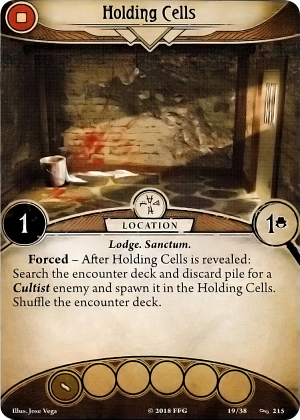 Holding Cells
1
LOCATION
1
Lodge. Sanctum.
Forced – After Holding Cells is revealed:
Search the encounter deck and discard pile for a
Cultist enemy and spawn it in the Holding Cells.
Shuffle the encounter deck.
Illus. Jose Vega
© 2018 FFG
19/38
215